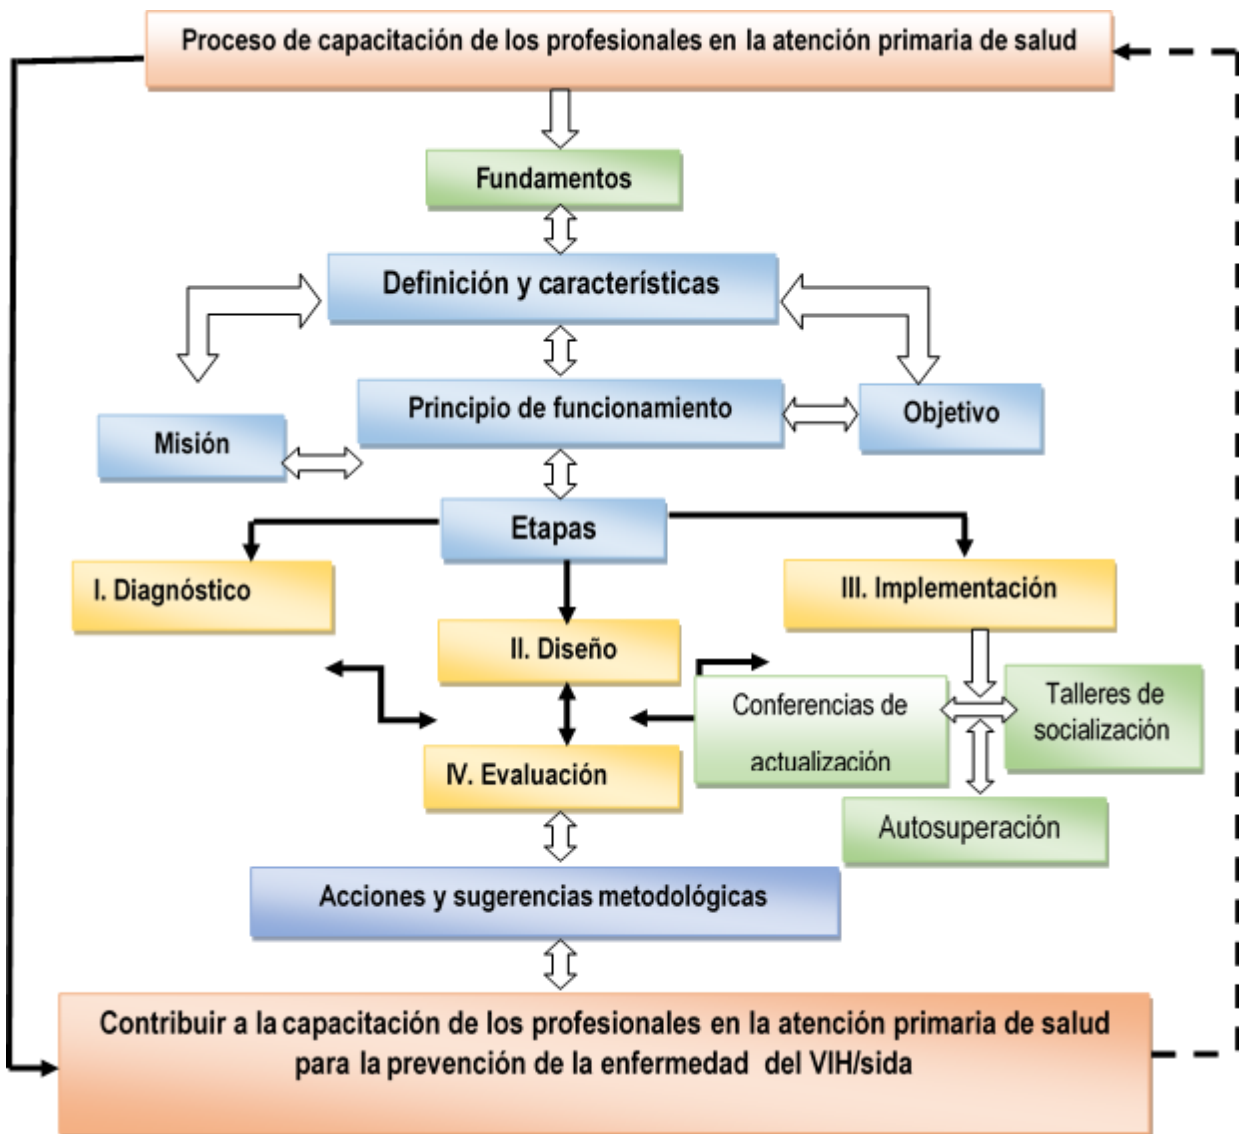 Proceso de capacitación de los profesionales en la atención primaria de salud
Fundamentos
Definición y características
Principio de funcionamiento
Objetivo
Misión
Etapas
I. Diagnóstico
III. Implementación
II. Diseño
Conferencias de
actualización
Talleres de
socialización
IV. Evaluación
Autosuperación
Acciones y sugerencias metodológicas
Contribuir a la capacitación de los profesionales en la atención primaria de salud
para la prevención de la enfermedad del VIH/sida